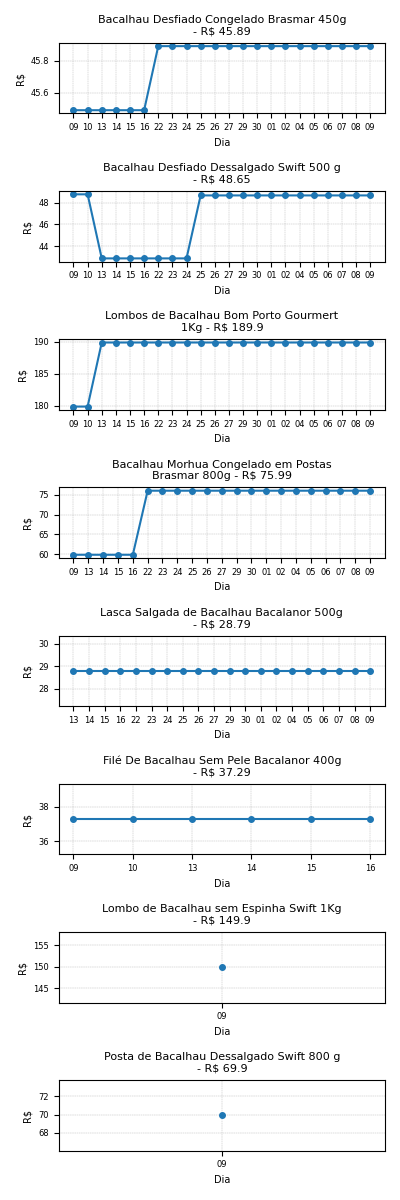 Bacalhau Desfiado Congelado Brasmar 450g
- R$ 45.89
R$
45.8
45.6
09 10 13 14 15 16 22 23 24 25 26 27 29 30 01 02 04 05 06 07 08 09
Dia
Bacalhau Desfiado Dessalgado Swift 500 g
- R$ 48.65
R$
48
46
44
09 10 13 14 15 16 22 23 24 25 26 27 29 30 01 02 04 05 06 07 08 09
Dia
Lombos de Bacalhau Bom Porto Gourmert
1Kg - R$ 189.9
R$
190
185
180
09 10 13 14 15 16 22 23 24 25 26 27 29 30 01 02 04 05 06 07 08 09
Dia
Bacalhau Morhua Congelado em Postas
Brasmar 800g - R$ 75.99
R$
75
70
65
60
09 13 14 15 16 22 23 24 25 26 27 29 30 01 02 04 05 06 07 08 09
Dia
Lasca Salgada de Bacalhau Bacalanor 500g
- R$ 28.79
R$
30
29
28
13 14 15 16 22 23 24 25 26 27 29 30 01 02 04 05 06 07 08 09
Dia
Filé De Bacalhau Sem Pele Bacalanor 400g
- R$ 37.29
R$
38
36
09 10 13 14 15 16
Dia
Lombo de Bacalhau sem Espinha Swift 1Kg
- R$ 149.9
R$
155
150
145
09
Dia
Posta de Bacalhau Dessalgado Swift 800 g
- R$ 69.9
R$
72
70
68
09
Dia